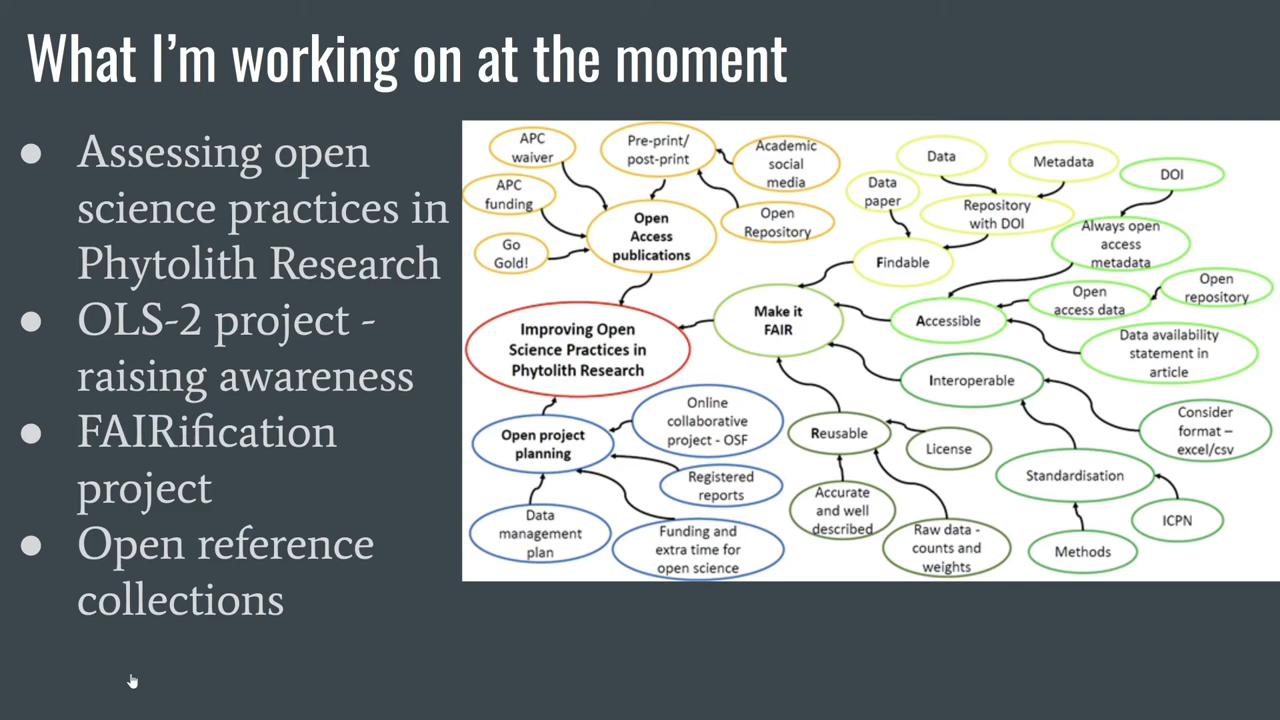 What I'm working on at the moment
● Assessing open
science practices in
Phytolith Research
● OLS-2 project -
raising awareness
● FAIRification
project
● Open reference
collections
APC
waiver
Pre-print/
post-print
Academic
social
media
APC
funding
Open
Access
publications
Open
Repository
Go
Gold!
Improving Open
Science Practices in
Phytolith Research
Open project
planning
Online
collaborative
project - OSF
Registered
reports
Data
management
plan
Funding and
extra time for
open science
Make it
FAIR
Data
Metadata
Data
paper
Repository
with DOI
Findable
DOI
Always open
access
metadata
Accessible
Open
access data
Open
repository
Data availability
statement in
article
Interoperable
Consider
format –
excel/csv
Standardisation
ICPN
Methods
Reusable
License
Accurate
and well
described
Raw data -
counts and
weights